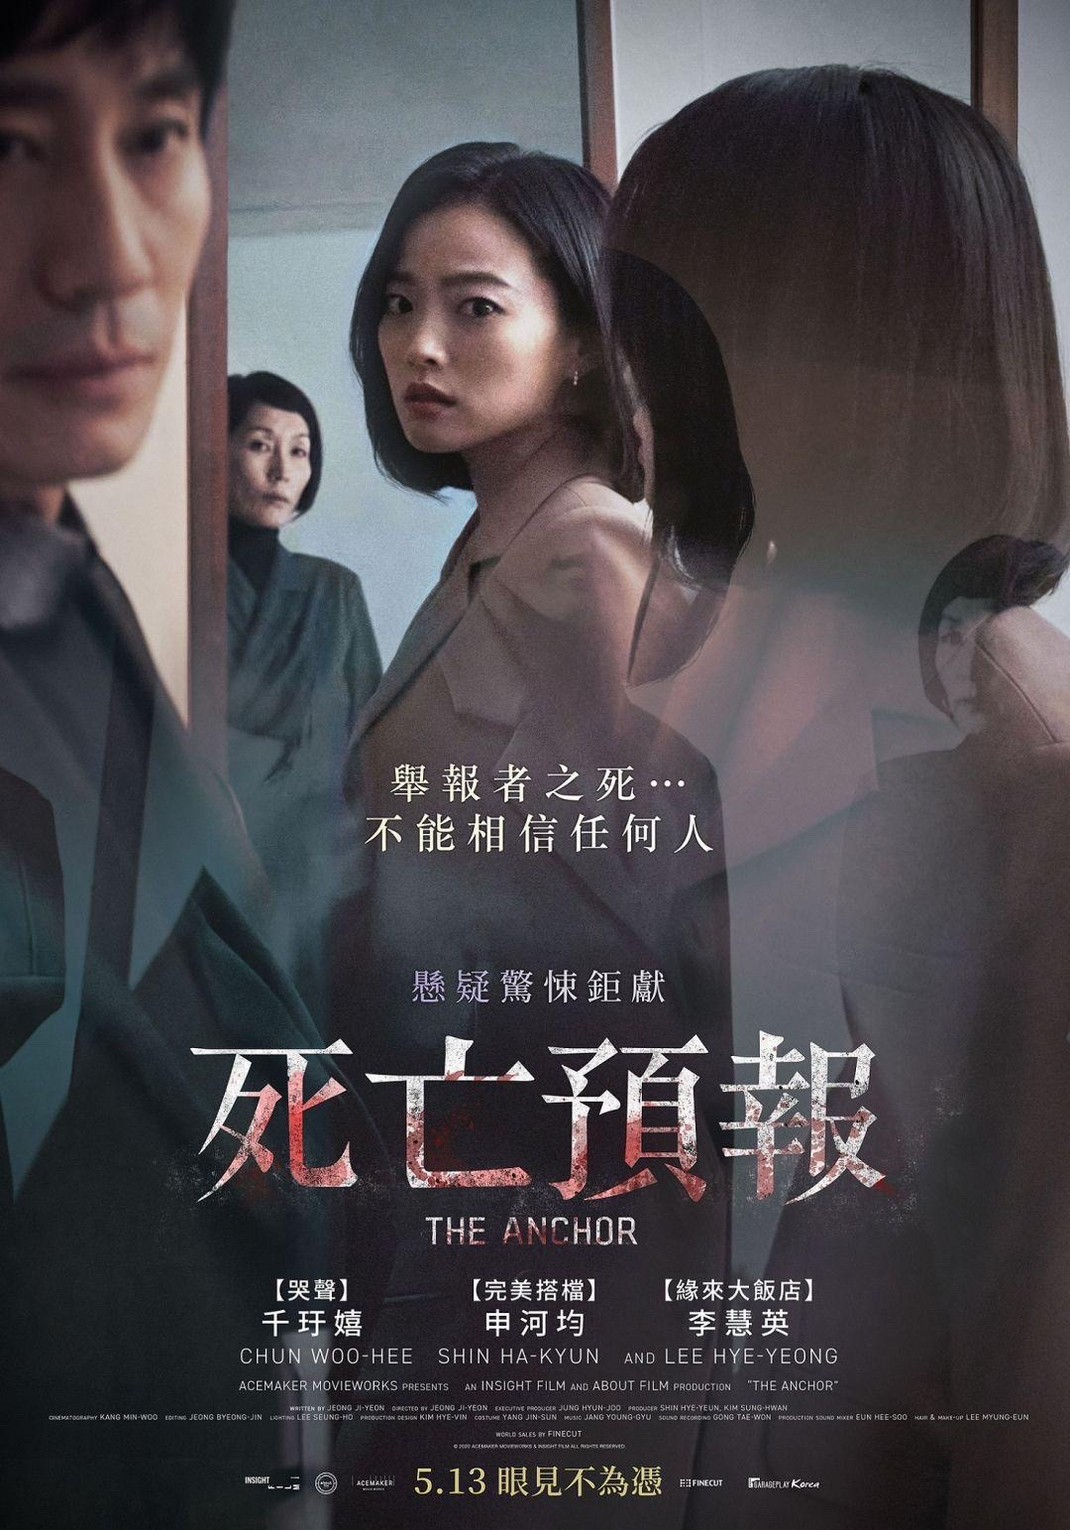 舉報者之死…
不能相信任何人
懸疑驚悚鉅獻
死亡預報
THE ANCHOR
【哭聲】 【完美搭檔】 【緣來大飯店】
千玗嬉 申河均 李慧英
CHUN WOO-HEE SHIN HA-KYUN AND LEE HYE-YEONG
ACEMAKER MOVIEWORKS PRESENTS AN INSIGHT FILM AND ABOUT FILM PRODUCTION "THE ANCHOR"
WRITTEN BY JEONG JI-YEON DIRECTED BY JEONG JI-YEON EXECUTIVE PRODUCER JUNG HYUN-JOO PRODUCER SHIN HYE-YEUN, KIM SUNG-HWAN
CINEMATOGRAPHY KANG MIN-WOO EDITING JEONG BYEONG-JIN LIGHTING LEE SEUNG-HO PRODUCTION DESIGN KIM HYE-VIN COSTUME YANG JIN-SUN MUSIC JANG YOUNG-GYU SOUND RECORDING GONG TAE-WON PRODUCTION SOUND MIXER EUN HEE-SOO HAIR & MAKE-UP LEE MYUNG-EUN
WORLD SALES BY FINECUT
© 2020 ACEMAKER MOVIEWORKS & INSIGHT FILM ALL RIGHTS RESERVED.
INSIGHT FILM ACEMAKER 5.13 眼見不為憑 FINECUT GARAGEPLAY Korea